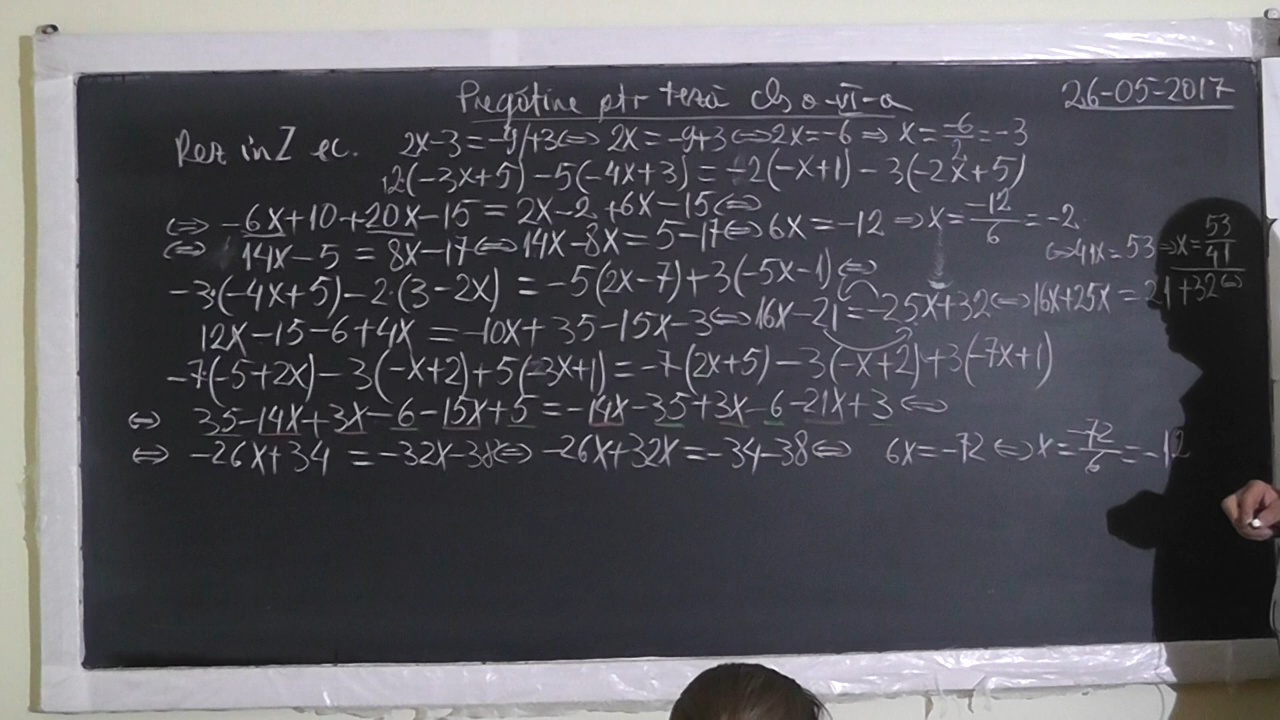 Pregătire ptr teză cls a-VI-a
26-05-2017
Rez in Z ec. 2x-3=-9/+3⇔ 2x=-9+3⇔2x=-6⇒ x=-6/2=-3
2(-3x+5)-5(-4x+3)=-2(-x+1)-3(-2x+5)
⇔ -6x+10+20x-15=2x-2+6x-15⇔
⇔ 14x-5=8x-17⇔14x-8x=5-17⇔6x=-12⇒x=-12/6=-2
-3·(-4x+5)-2·(3-2x)=-5(2x-7)+3(-5x-1)⇔
12x-15-6+4x=-10x+35-15x-3⇔16x-21=-25x+32⇔16x+25x=21+32⇔
⇔41x=53⇒x=53/41
-7·(-5+2x)-3(-x+2)+5(-3x+1)=-7(2x+5)-3(-x+2)+3(-7x+1)
⇔ 35-14x+3x-6-15x+5=-14x-35+3x-6-21x+3⇔
⇔ -26x+34=-32x-38⇔ -26x+32x=-34-38⇔ 6x=-72⇔x=-72/6=-12